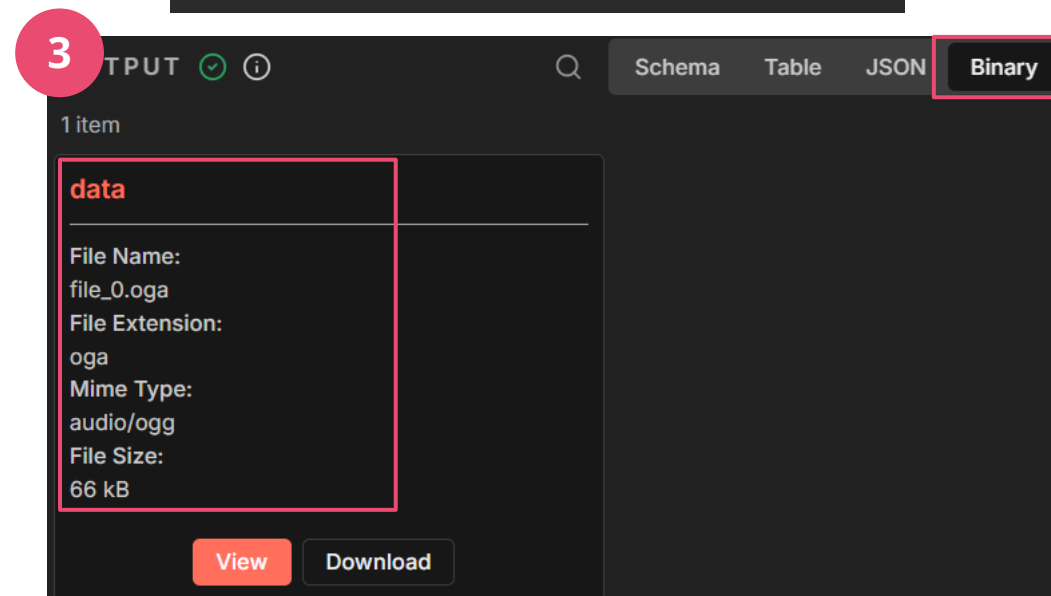 3
TPUT
Schema Table JSON Binary
1 item
data
File Name:
file_0.oga
File Extension:
oga
Mime Type:
audio/ogg
File Size:
66 kB
View Download